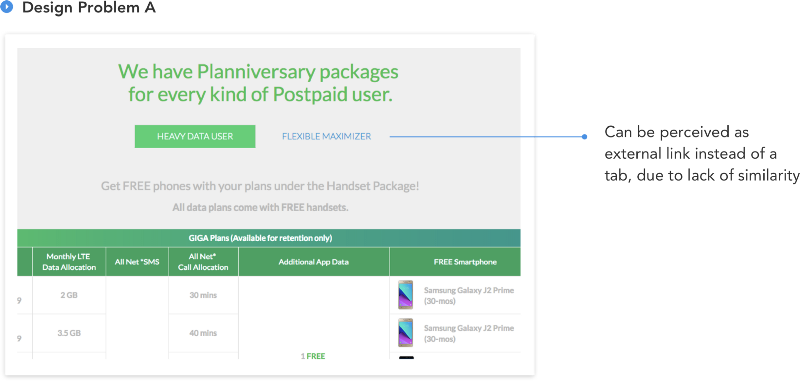 Design Problem A
We have Planniversary packages
for every kind of Postpaid user.
HEAVY DATA USER
FLEXIBLE MAXIMIZER
Can be perceived as
external link instead of a
tab, due to lack of similarity
Get FREE phones with your plans under the Handset Package!
All data plans come with FREE handsets.
GIGA Plans (Available for retention only)
Monthly LTE
Data Allocation
All Net *SMS
All Net*
Call Allocation
Additional App Data
FREE Smartphone
9
2 GB
30 mins
Samsung Galaxy J2 Prime
(30-mos)
9
3.5 GB
40 mins
Samsung Galaxy J2 Prime
(30-mos)
1 FREE